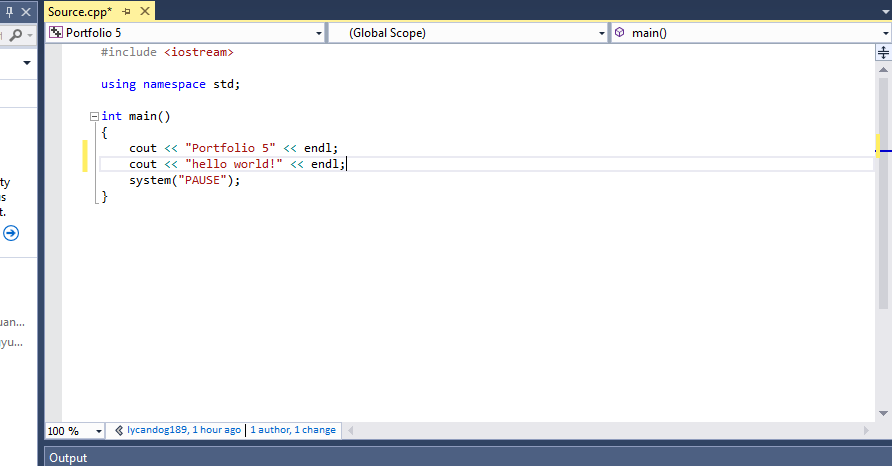 Source.cpp*
Portfolio 5
(Global Scope)
main()
#include <iostream>
using namespace std;
int main()
{
cout << "Portfolio 5" << endl;
cout << "hello world!" << endl;
system("PAUSE");
}
ty
s
t.
uan...
yu...
100 %
lycandog189, 1 hour ago | 1 author, 1 change
Output